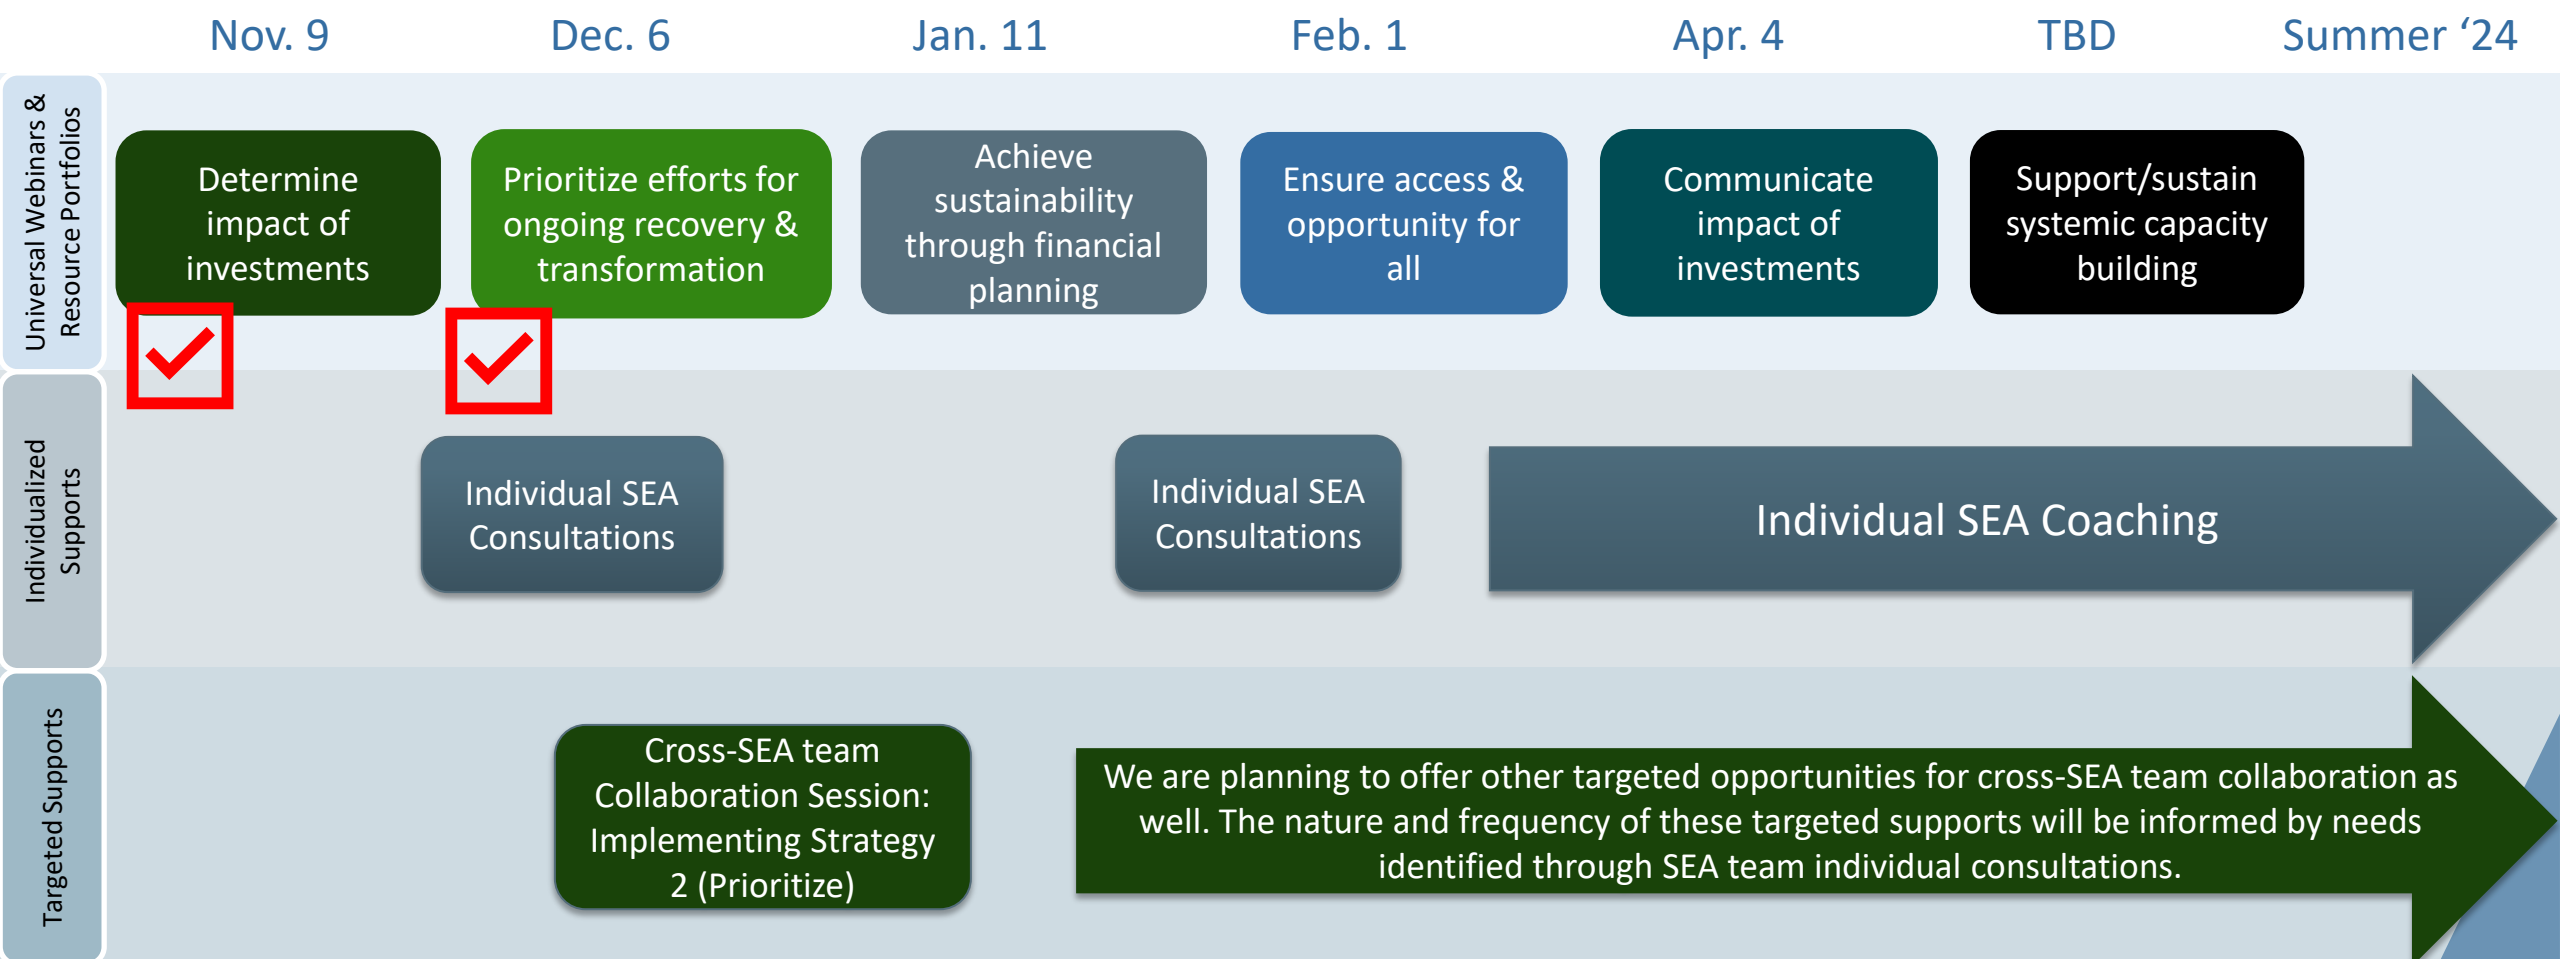 Nov. 9
Dec. 6
Jan. 11
Feb. 1
Apr. 4
TBD
Summer ‘24
Universal Webinars &
Resource Portfolios
Determine
impact of
investments
Prioritize efforts for
ongoing recovery &
transformation
Achieve
sustainability
through financial
planning
Ensure access &
opportunity for
all
Communicate
impact of
investments
Support/sustain
systemic capacity
building
Individualized
Supports
Individual SEA
Consultations
Individual SEA
Consultations
Individual SEA Coaching
Targeted Supports
Cross-SEA team
Collaboration Session:
Implementing Strategy
2 (Prioritize)
We are planning to offer other targeted opportunities for cross-SEA team collaboration as
well. The nature and frequency of these targeted supports will be informed by needs
identified through SEA team individual consultations.